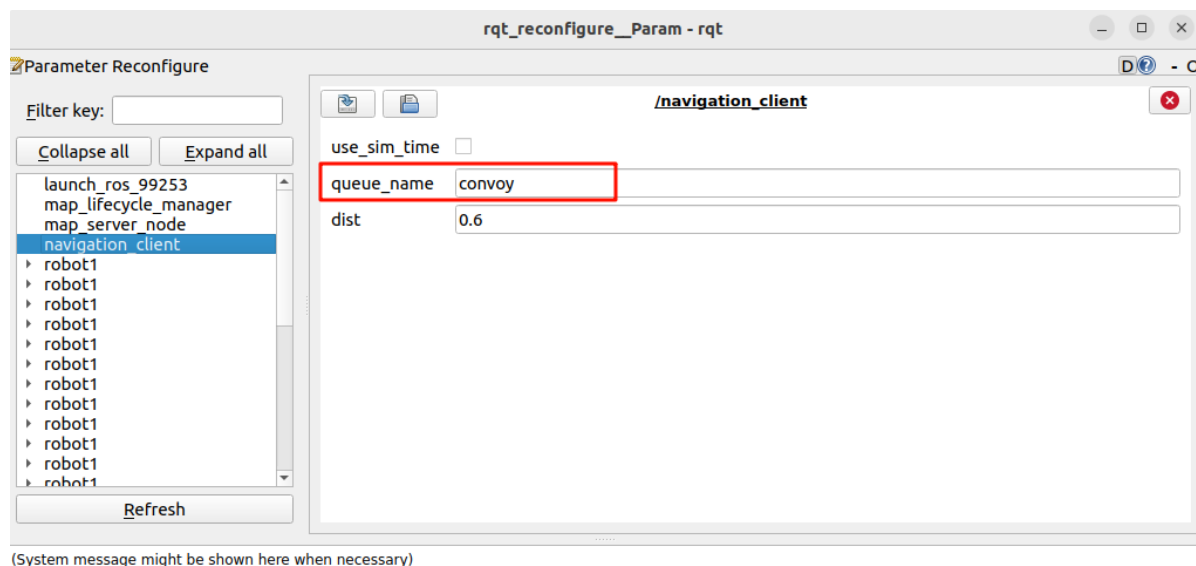 rqt_reconfigure__Param - rqt
Parameter Reconfigure
D - O
Filter key:
/navigation_client
Collapse all
Expand all
use_sim_time
launch_ros_99253
queue_name convoy
map_lifecycle_manager
map_server_node
dist 0.6
navigation_client
robot1
robot1
robot1
robot1
robot1
robot1
robot1
robot1
robot1
robot1
robot1
robot1
Refresh
(System message might be shown here when necessary)